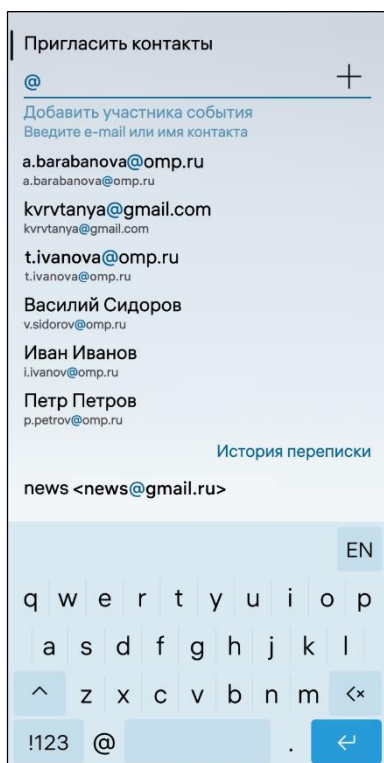 Пригласить контакты
@
Добавить участника события
Введите e-mail или имя контакта
a.barabanova@omp.ru
a.barabanova@omp.ru
kvrvtanya@gmail.com
kvrvtanya@gmail.com
t.ivanova@omp.ru
t.ivanova@omp.ru
Василий Сидоров
v.sidorov@omp.ru
Иван Иванов
i.ivanov@omp.ru
Петр Петров
p.petrov@omp.ru
История переписки
news <news@gmail.ru>
EN
q w e r t y u i o p
a s d f g h j k l
z x c v b n m
!123 @ .